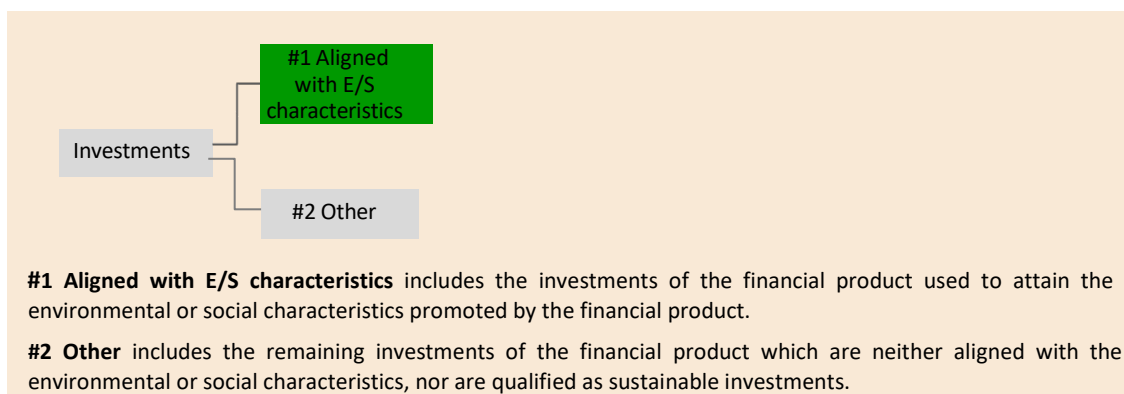 #1 Aligned
with E/S
characteristics
Investments
#2 Other
#1 Aligned with E/S characteristics includes the investments of the financial product used to attain the
environmental or social characteristics promoted by the financial product.
#2 Other includes the remaining investments of the financial product which are neither aligned with the
environmental or social characteristics, nor are qualified as sustainable investments.